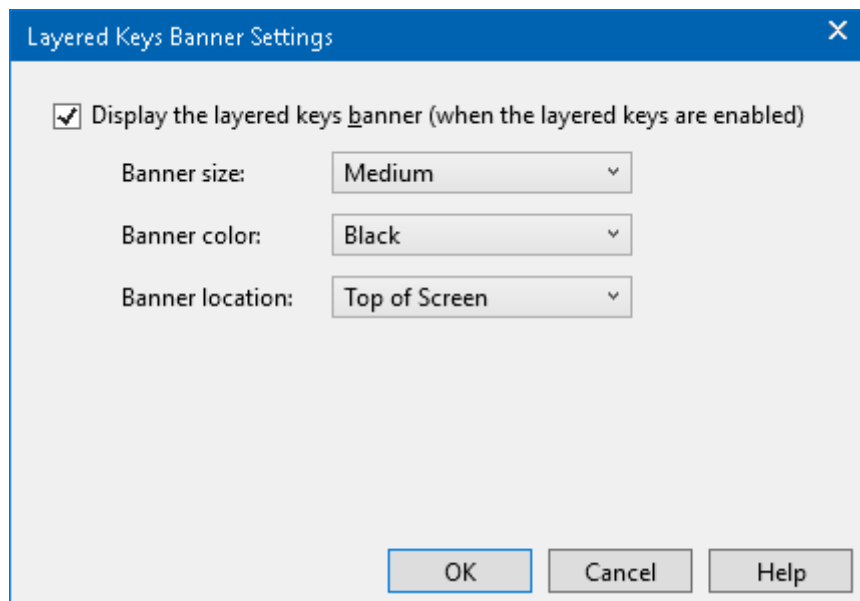 Layered Keys Banner Settings
Display the layered keys banner (when the layered keys are enabled)
Banner size: Medium
Banner color: Black
Banner location: Top of Screen
OK Cancel Help